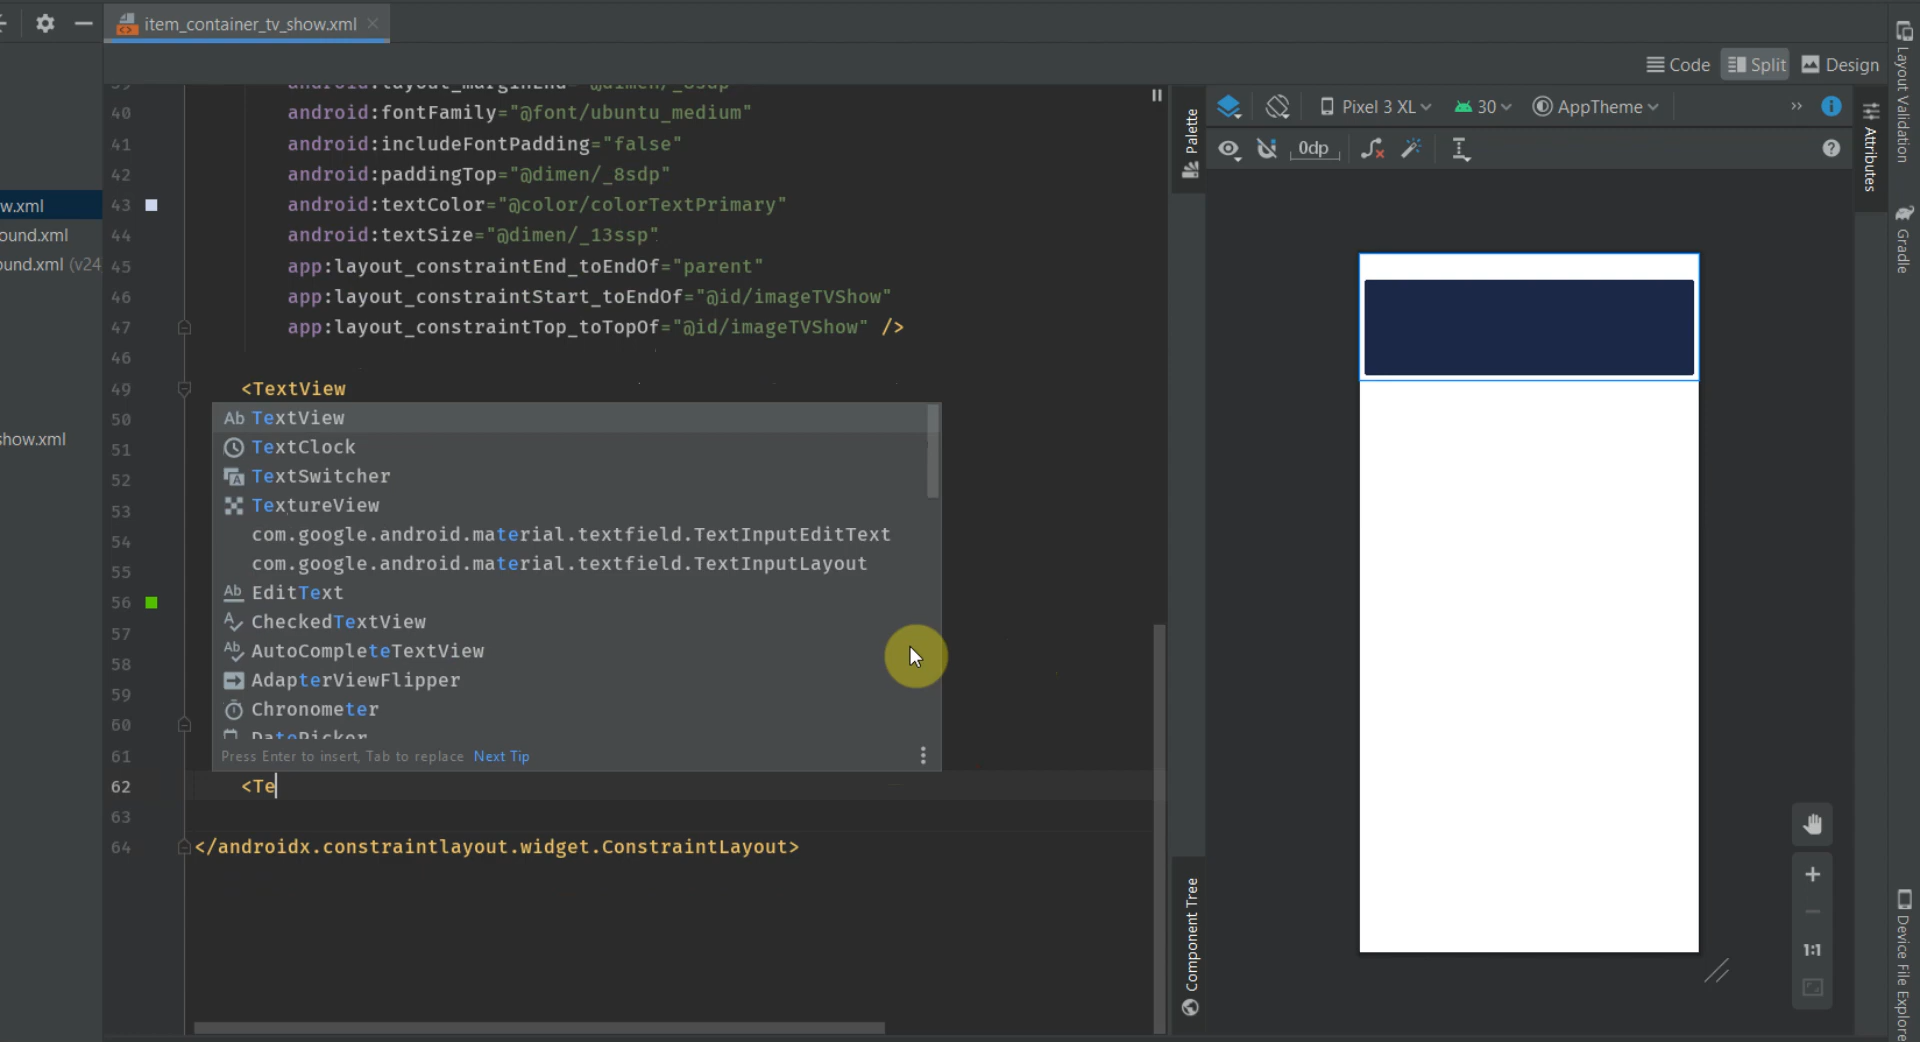 item_container_tv_show.xml
Code
Split
Design
w.xml
ound.xml
und.xml (v24
show.xml
39
40 android:fontFamily="@font/ubuntu_medium"
41 android:includeFontPadding="false"
42 android:paddingTop="@dimen/_8sdp"
43 android:textColor="@color/colorTextPrimary"
44 android:textSize="@dimen/_13ssp"
45 app:layout_constraintEnd_toEndOf="parent"
46 app:layout_constraintStart_toEndOf="@id/imageTVShow"
47 app:layout_constraintTop_toTopOf="@id/imageTVShow" />
46
49 <TextView
50
51
52
53
54
55
56
57
58
59
60
61
Ab TextView
TextClock
TextSwitcher
TextureView
com.google.android.material.textfield.TextInputEditText
com.google.android.material.textfield.TextInputLayout
Ab EditText
CheckedTextView
Ab AutoCompleteTextView
AdapterViewFlipper
Chronometer
DatePicker
Press Enter to insert, Tab to replace Next Tip
62 <Te
63
64 </androidx.constraintlayout.widget.ConstraintLayout>
Palette
Component Tree
Pixel 3 XL
30
AppTheme
0dp
1:1
Attributes
Layout Validation
Gradle
Device File Explore